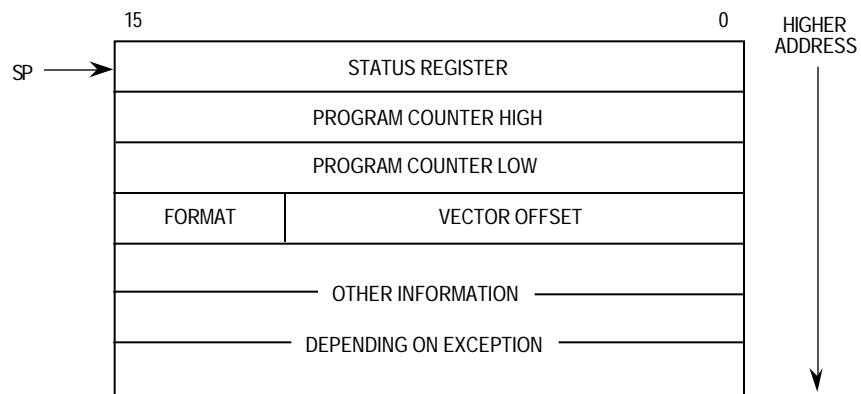 15 0 HIGHER
ADDRESS
SP STATUS REGISTER
PROGRAM COUNTER HIGH
PROGRAM COUNTER LOW
FORMAT VECTOR OFFSET
OTHER INFORMATION
DEPENDING ON EXCEPTION